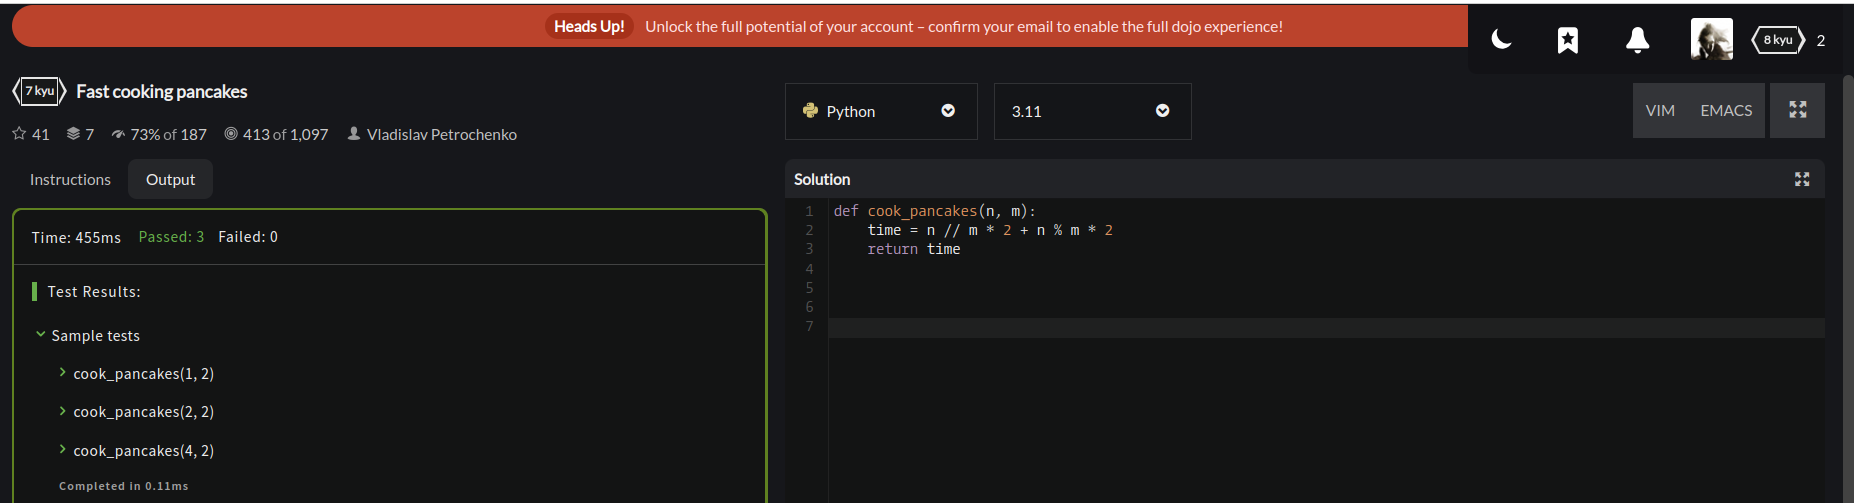 Heads Up! Unlock the full potential of your account – confirm your email to enable the full dojo experience!
8 kyu 2
7 kyu Fast cooking pancakes
41 7 73% of 187 413 of 1,097 Vladislav Petrochenko
Instructions Output
Time: 455ms Passed: 3 Failed: 0
Test Results:
Sample tests
cook_pancakes(1, 2)
cook_pancakes(2, 2)
cook_pancakes(4, 2)
Completed in 0.11ms
Python 3.11 VIM EMACS
Solution
1 def cook_pancakes(n, m):
2 time = n // m * 2 + n % m * 2
3 return time
4
5
6
7